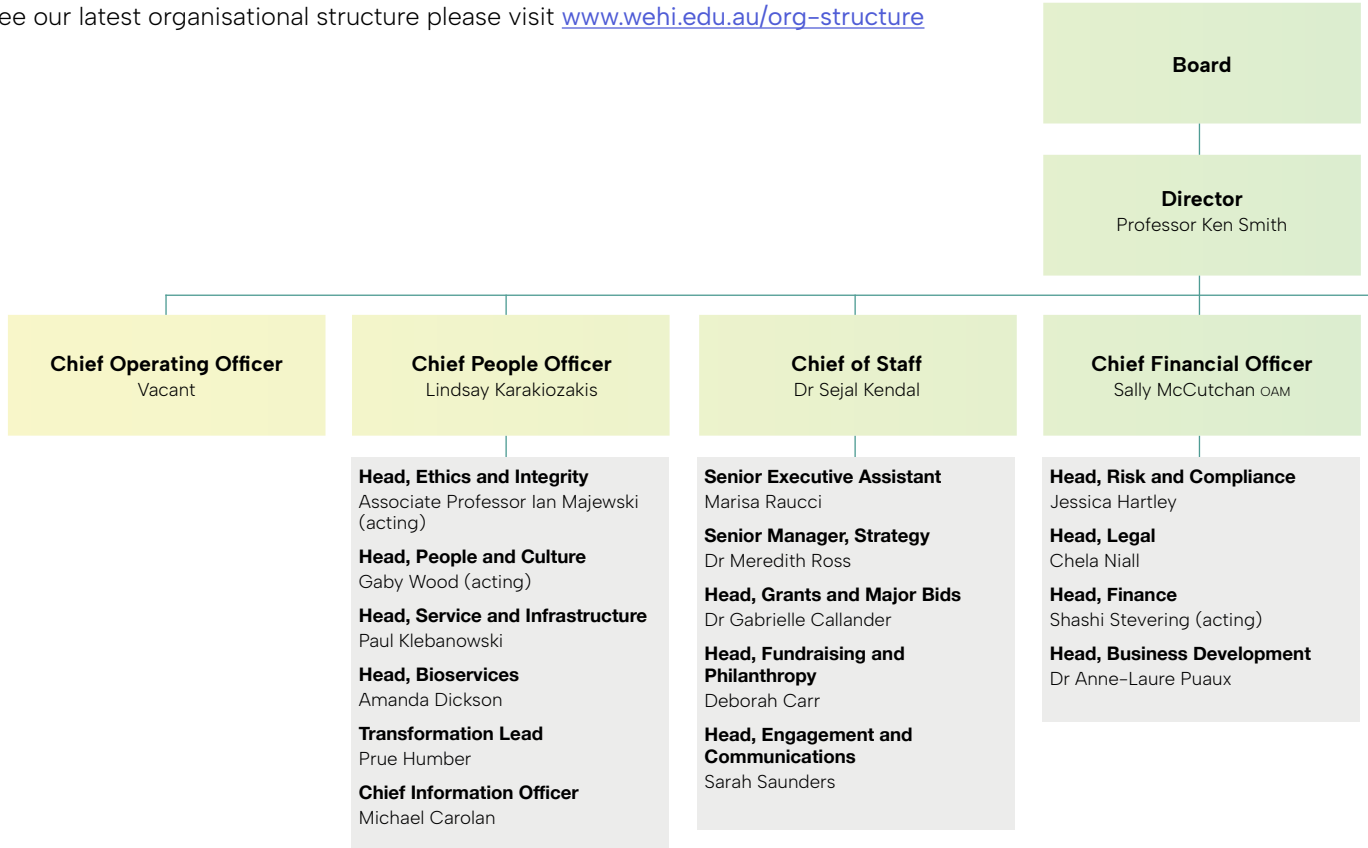 ee our latest organisational structure please visit www.wehi.edu.au/org-structure
Board
Director
Professor Ken Smith
Chief Operating Officer
Vacant
Chief People Officer
Lindsay Karakiozakis
Chief of Staff
Dr Sejal Kendal
Chief Financial Officer
Sally McCutchan OAM
Head, Ethics and Integrity
Associate Professor Ian Majewski
(acting)
Head, People and Culture
Gaby Wood (acting)
Head, Service and Infrastructure
Paul Klebanowski
Head, Bioservices
Amanda Dickson
Transformation Lead
Prue Humber
Chief Information Officer
Michael Carolan
Senior Executive Assistant
Marisa Raucci
Senior Manager, Strategy
Dr Meredith Ross
Head, Grants and Major Bids
Dr Gabrielle Callander
Head, Fundraising and
Philanthropy
Deborah Carr
Head, Engagement and
Communications
Sarah Saunders
Head, Risk and Compliance
Jessica Hartley
Head, Legal
Chela Niall
Head, Finance
Shashi Stevering (acting)
Head, Business Development
Dr Anne-Laure Puaux